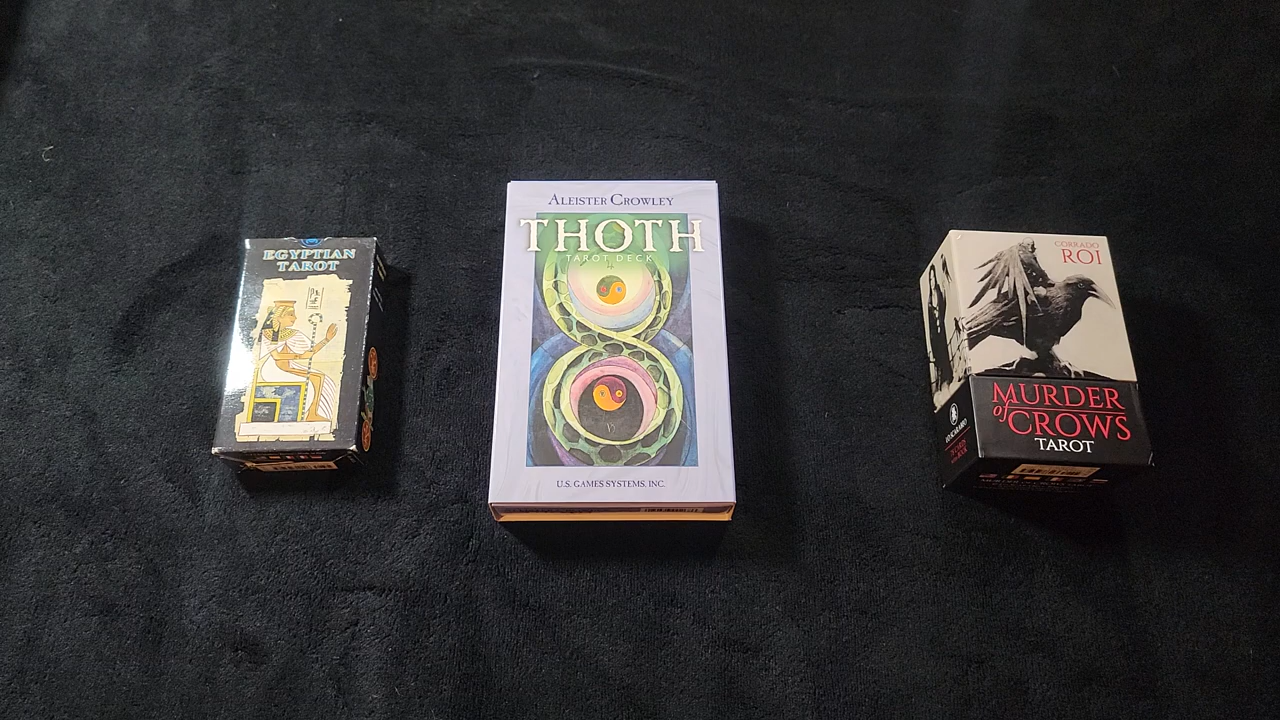 EGYPTIAN
TAROT
ALEISTER CROWLEY
THOTH
TAROT DECK
U.S. GAMES SYSTEMS, INC.
CORRADO
ROI
MURDER
of CROWS
TAROT